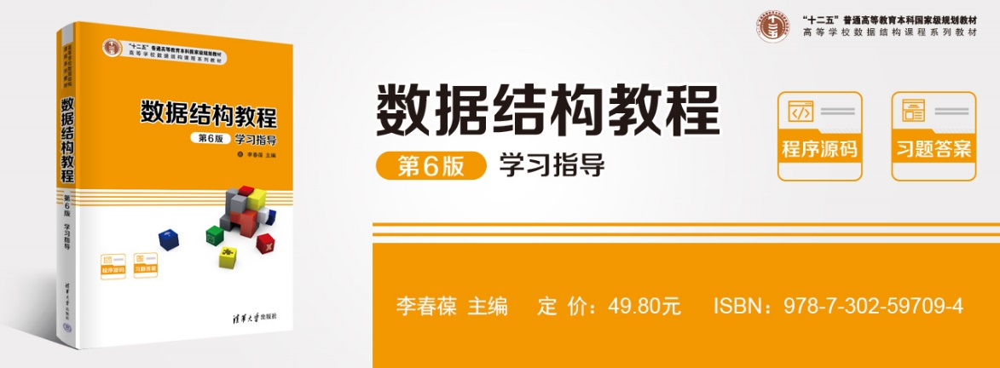 “十二五”普通高等教育本科国家级规划教材
高等学校数据结构课程系列教材
数据结构教程
第6版 学习指导
李春葆 主编
程序源码
习题答案
清华大学出版社
数据结构教程
第6版
学习指导
清华大学出版社
“十二五”普通高等教育本科国家级规划教材
高等学校数据结构课程系列教材
数据结构教程
第6版 学习指导
程序源码
习题答案
李春葆 主编 定 价：49.80元 ISBN：978-7-302-59709-4